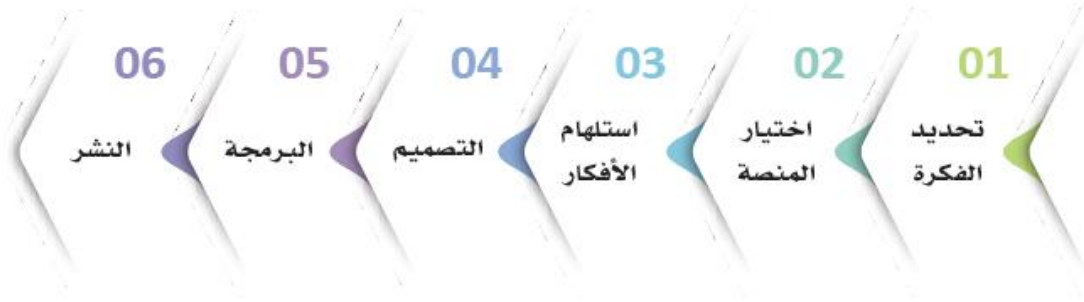 01
تحديد
الفكرة
02
اختيار
المنصة
03
استلهام
الأفكار
04
التصميم
05
البرمجة
06
النشر